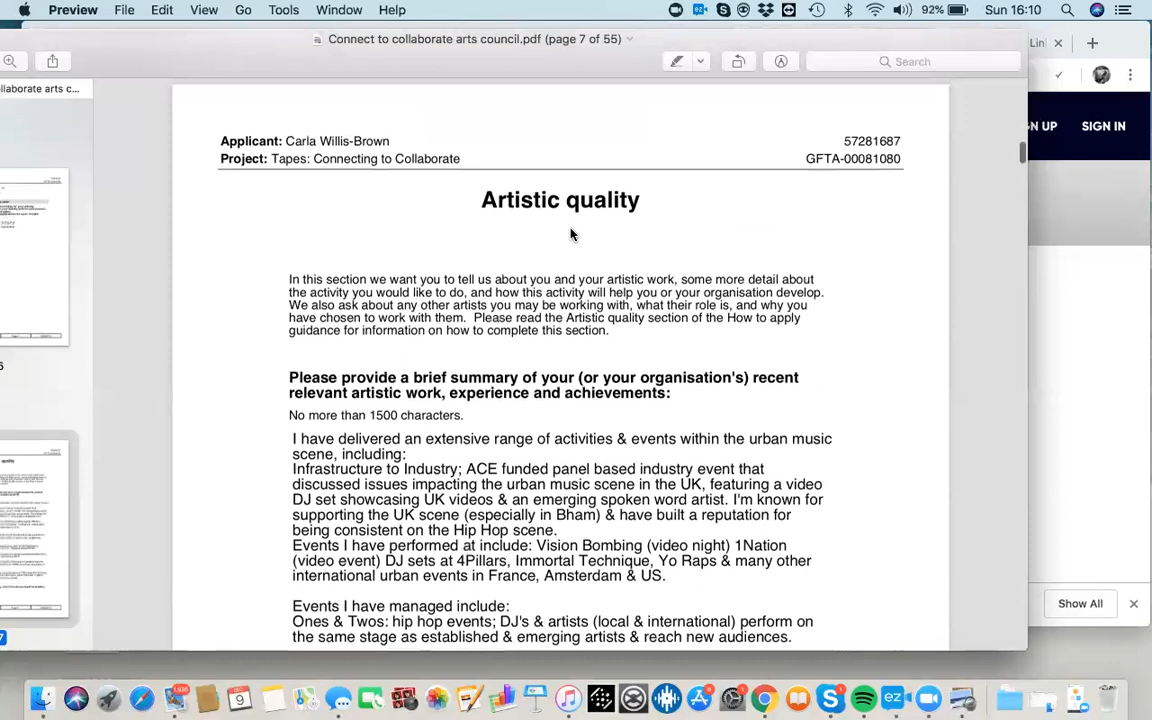 Preview File Edit View Go Tools Window Help
92% Sun 16:10
Connect to collaborate arts council.pdf (page 7 of 55)
Search
UP
SIGN IN
Applicant: Carla Willis-Brown 57281687
Project: Tapes: Connecting to Collaborate GFTA-00081080
Artistic quality
In this section we want you to tell us about you and your artistic work, some more detail about
the activity you would like to do, and how this activity will help you or your organisation develop.
We also ask about any other artists you may be working with, what their role is, and why you
have chosen to work with them. Please read the Artistic quality section of the How to apply
guidance for information on how to complete this section.
Please provide a brief summary of your (or your organisation's) recent
relevant artistic work, experience and achievements:
No more than 1500 characters.
I have delivered an extensive range of activities & events within the urban music
scene, including:
Infrastructure to Industry; ACE funded panel based industry event that
discussed issues impacting the urban music scene in the UK, featuring a video
DJ set showcasing UK videos & an emerging spoken word artist. I'm known for
supporting the UK scene (especially in Bham) & have built a reputation for
being consistent on the Hip Hop scene.
Events I have performed at include: Vision Bombing (video night) 1Nation
(video event) DJ sets at 4Pillars, Immortal Technique, Yo Raps & many other
international urban events in France, Amsterdam & US.
Events I have managed include:
Ones & Twos: hip hop events; DJ's & artists (local & international) perform on
the same stage as established & emerging artists & reach new audiences.
Show All